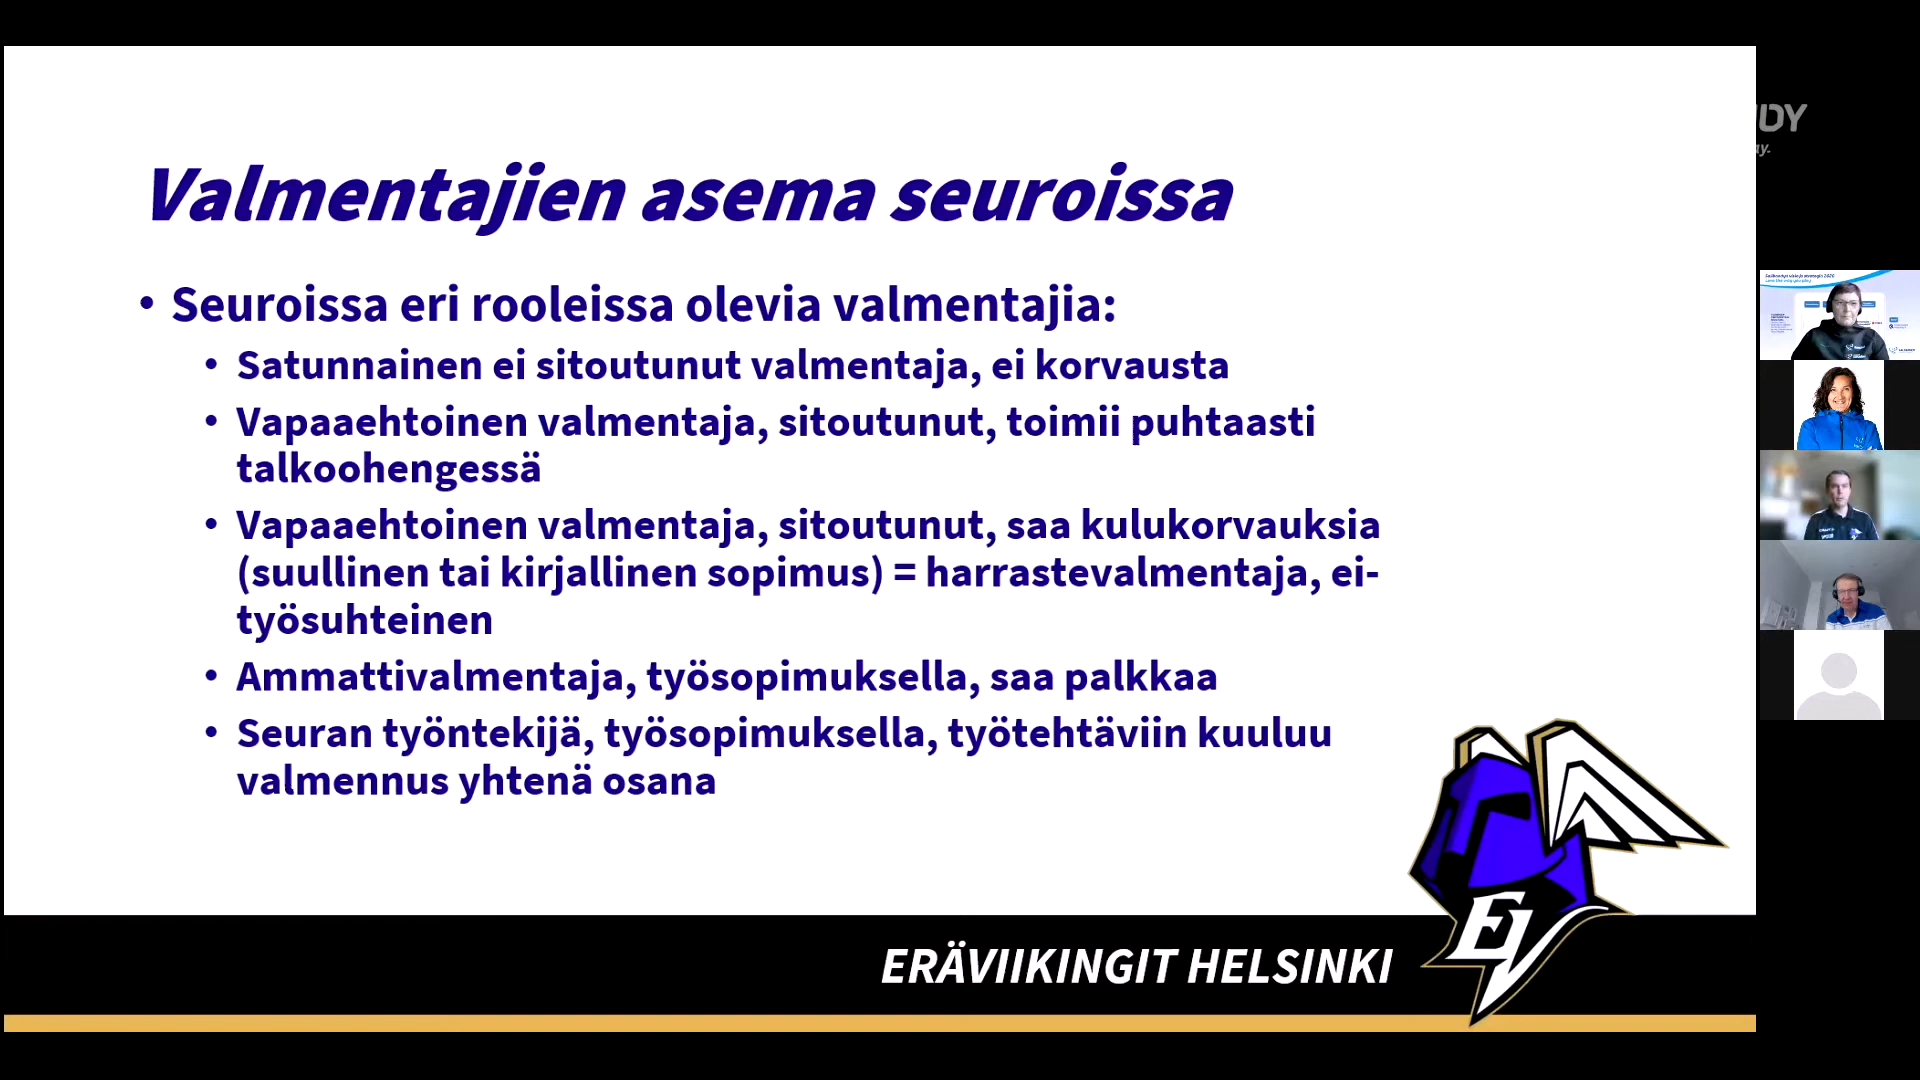 Valmentajien asema seuroissa
• Seuroissa eri rooleissa olevia valmentajia:
• Satunnainen ei sitoutunut valmentaja, ei korvausta
• Vapaaehtoinen valmentaja, sitoutunut, toimii puhtaasti
talkoohengessä
• Vapaaehtoinen valmentaja, sitoutunut, saa kulukorvauksia
(suullinen tai kirjallinen sopimus) = harrastevalmentaja, ei-
työsuhteinen
• Ammattivalmentaja, työsopimuksella, saa palkkaa
• Seuran työntekijä, työsopimuksella, työtehtäviin kuuluu
valmennus yhtenä osana
EV
ERÄVIIKINGIT HELSINKI